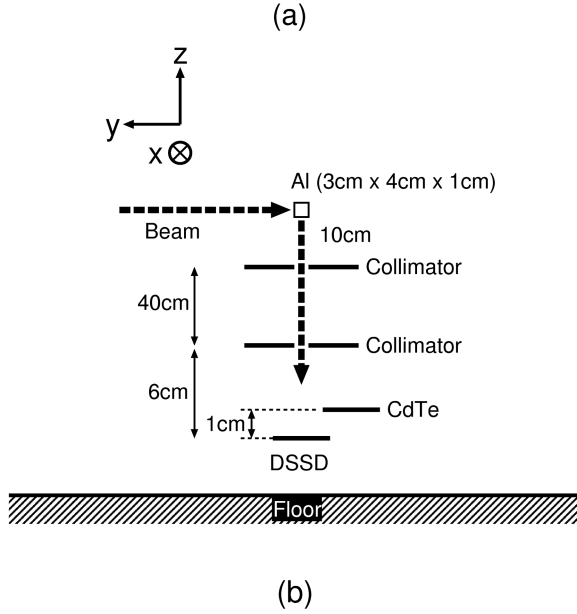 (a)
z
y
x
Al (3cm x 4cm x 1cm)
Beam
10cm
Collimator
40cm
Collimator
6cm
CdTe
1cm
DSSD
Floor
(b)